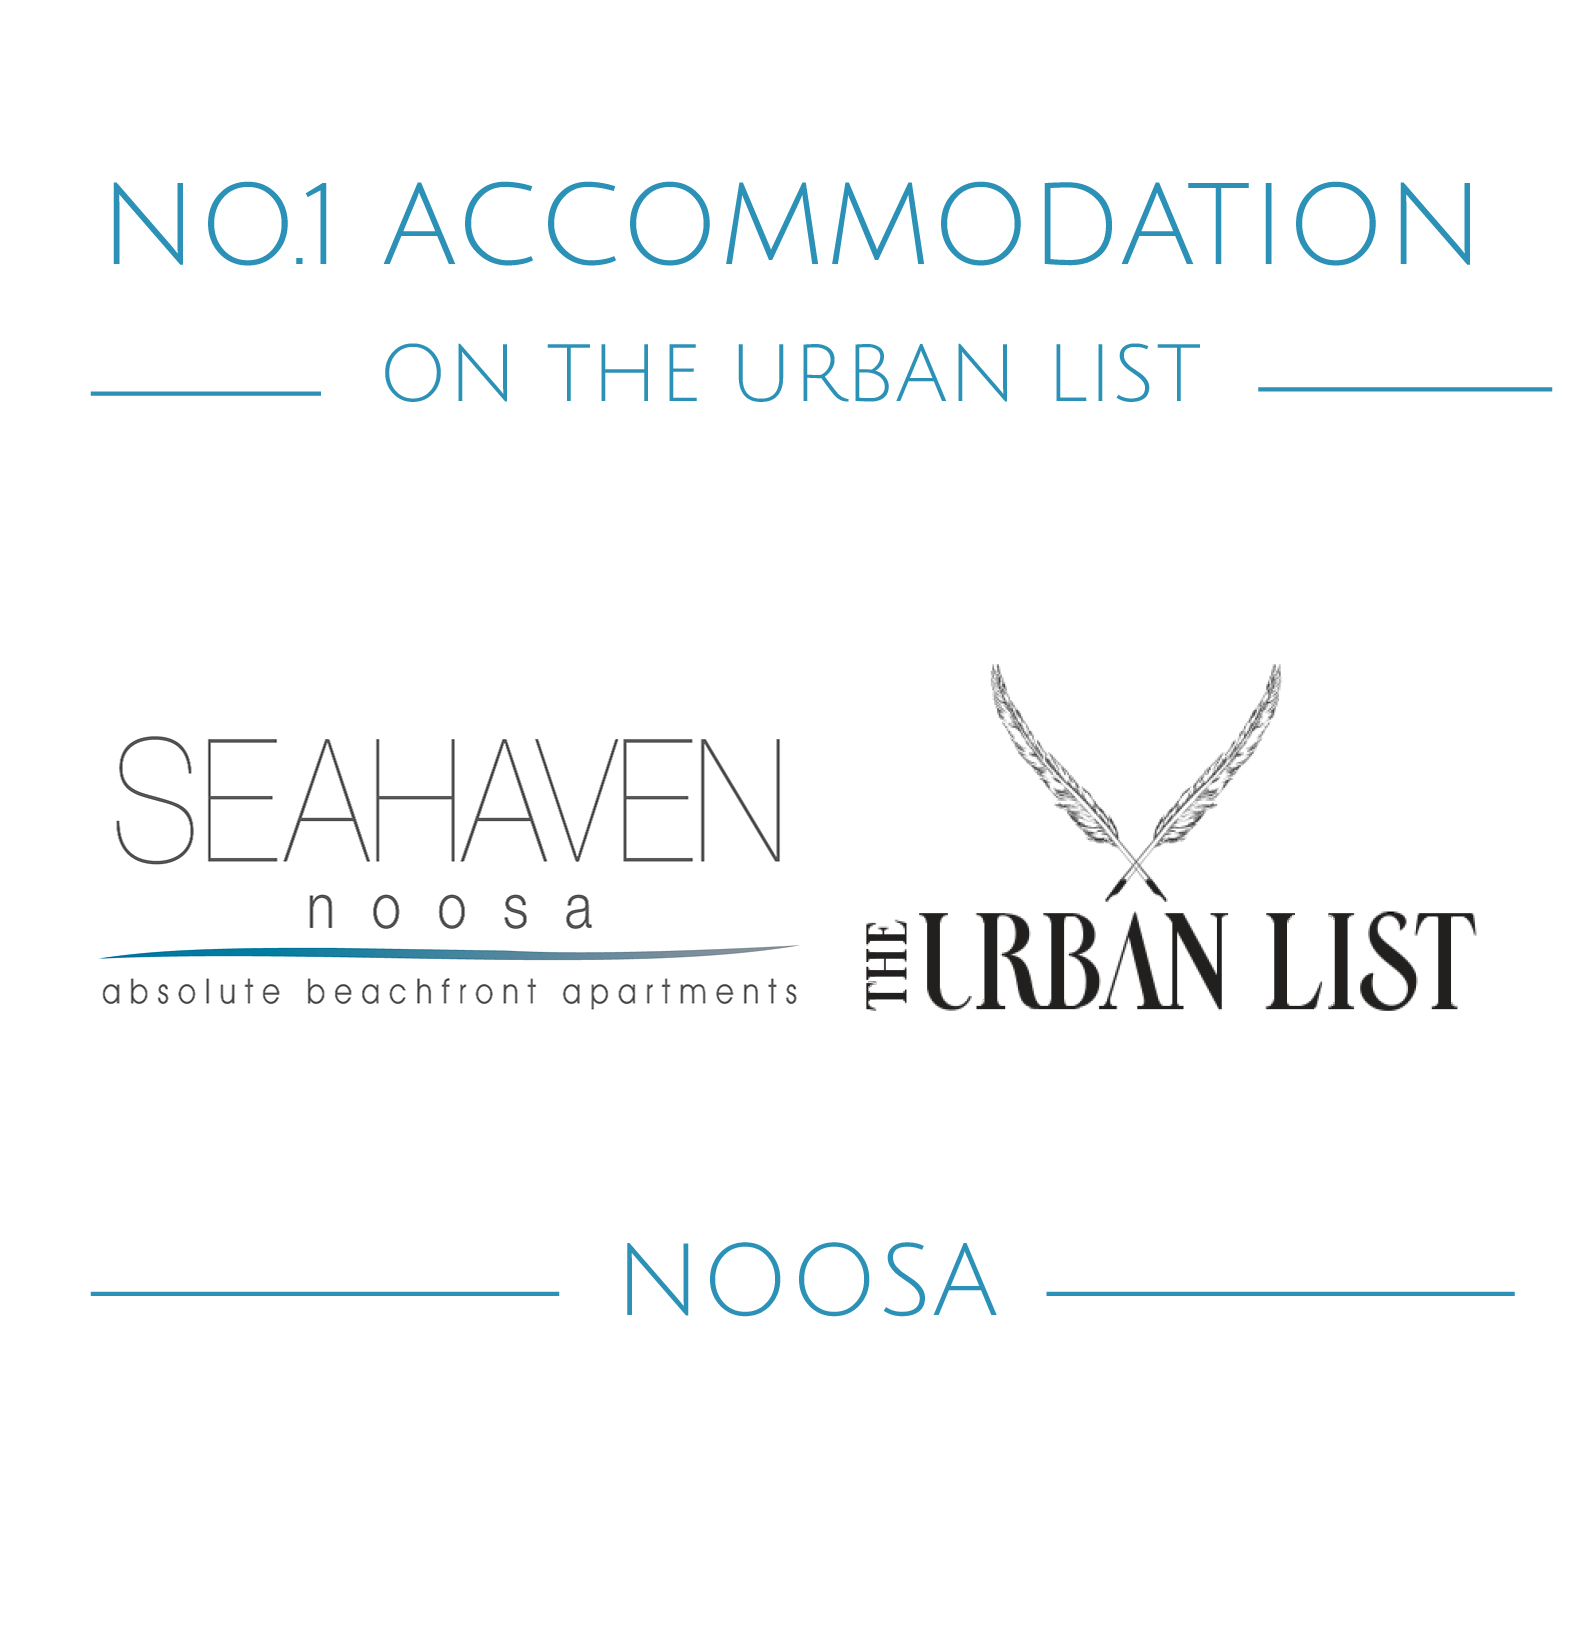 NO.1 ACCOMMODATION
ON THE URBAN LIST
SEAHAVEN
noosa
absolute beachfront apartments
THE URBAN LIST
NOOSA